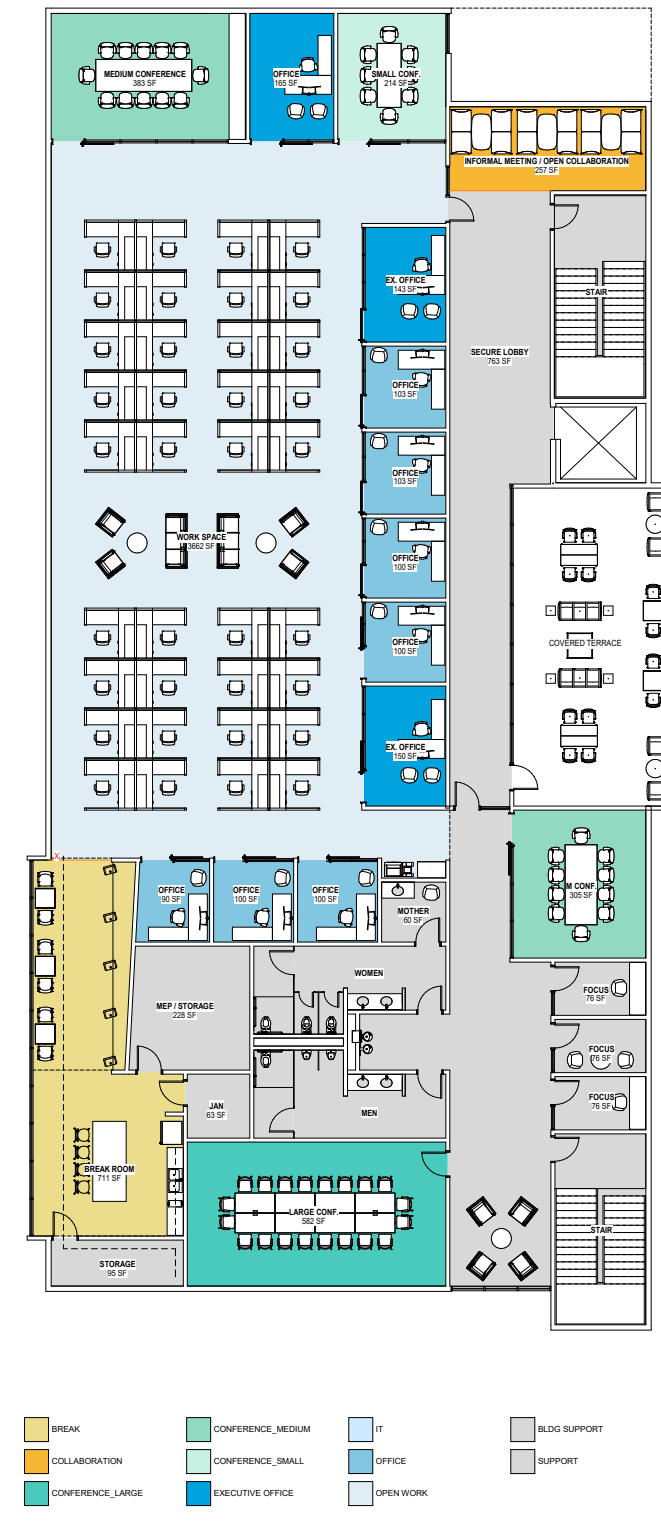 MEDIUM CONFERENCE
383 SF
OFFICE
165 SF
SMALL CONF.
214 SF
INFORMAL MEETING / OPEN COLLABORATION
257 SF
STAIR
EX. OFFICE
143 SF
SECURE LOBBY
763 SF
OFFICE
103 SF
OFFICE
103 SF
WORK SPACE
3662 SF
OFFICE
100 SF
OFFICE
100 SF
COVERED TERRACE
EX. OFFICE
150 SF
X
OFFICE
90 SF
OFFICE
100 SF
OFFICE
100 SF
M CONF.
305 SF
MOTHER
60 SF
WOMEN
MEP / STORAGE
228 SF
FOCUS
76 SF
FOCUS
76 SF
FOCUS
76 SF
JAN
63 SF
MEN
BREAK ROOM
711 SF
LARGE CONF.
582 SF
STAIR
STORAGE
95 SF
BREAK
COLLABORATION
CONFERENCE_LARGE
CONFERENCE_MEDIUM
CONFERENCE_SMALL
EXECUTIVE OFFICE
IT
OFFICE
OPEN WORK
BLDG SUPPORT
SUPPORT